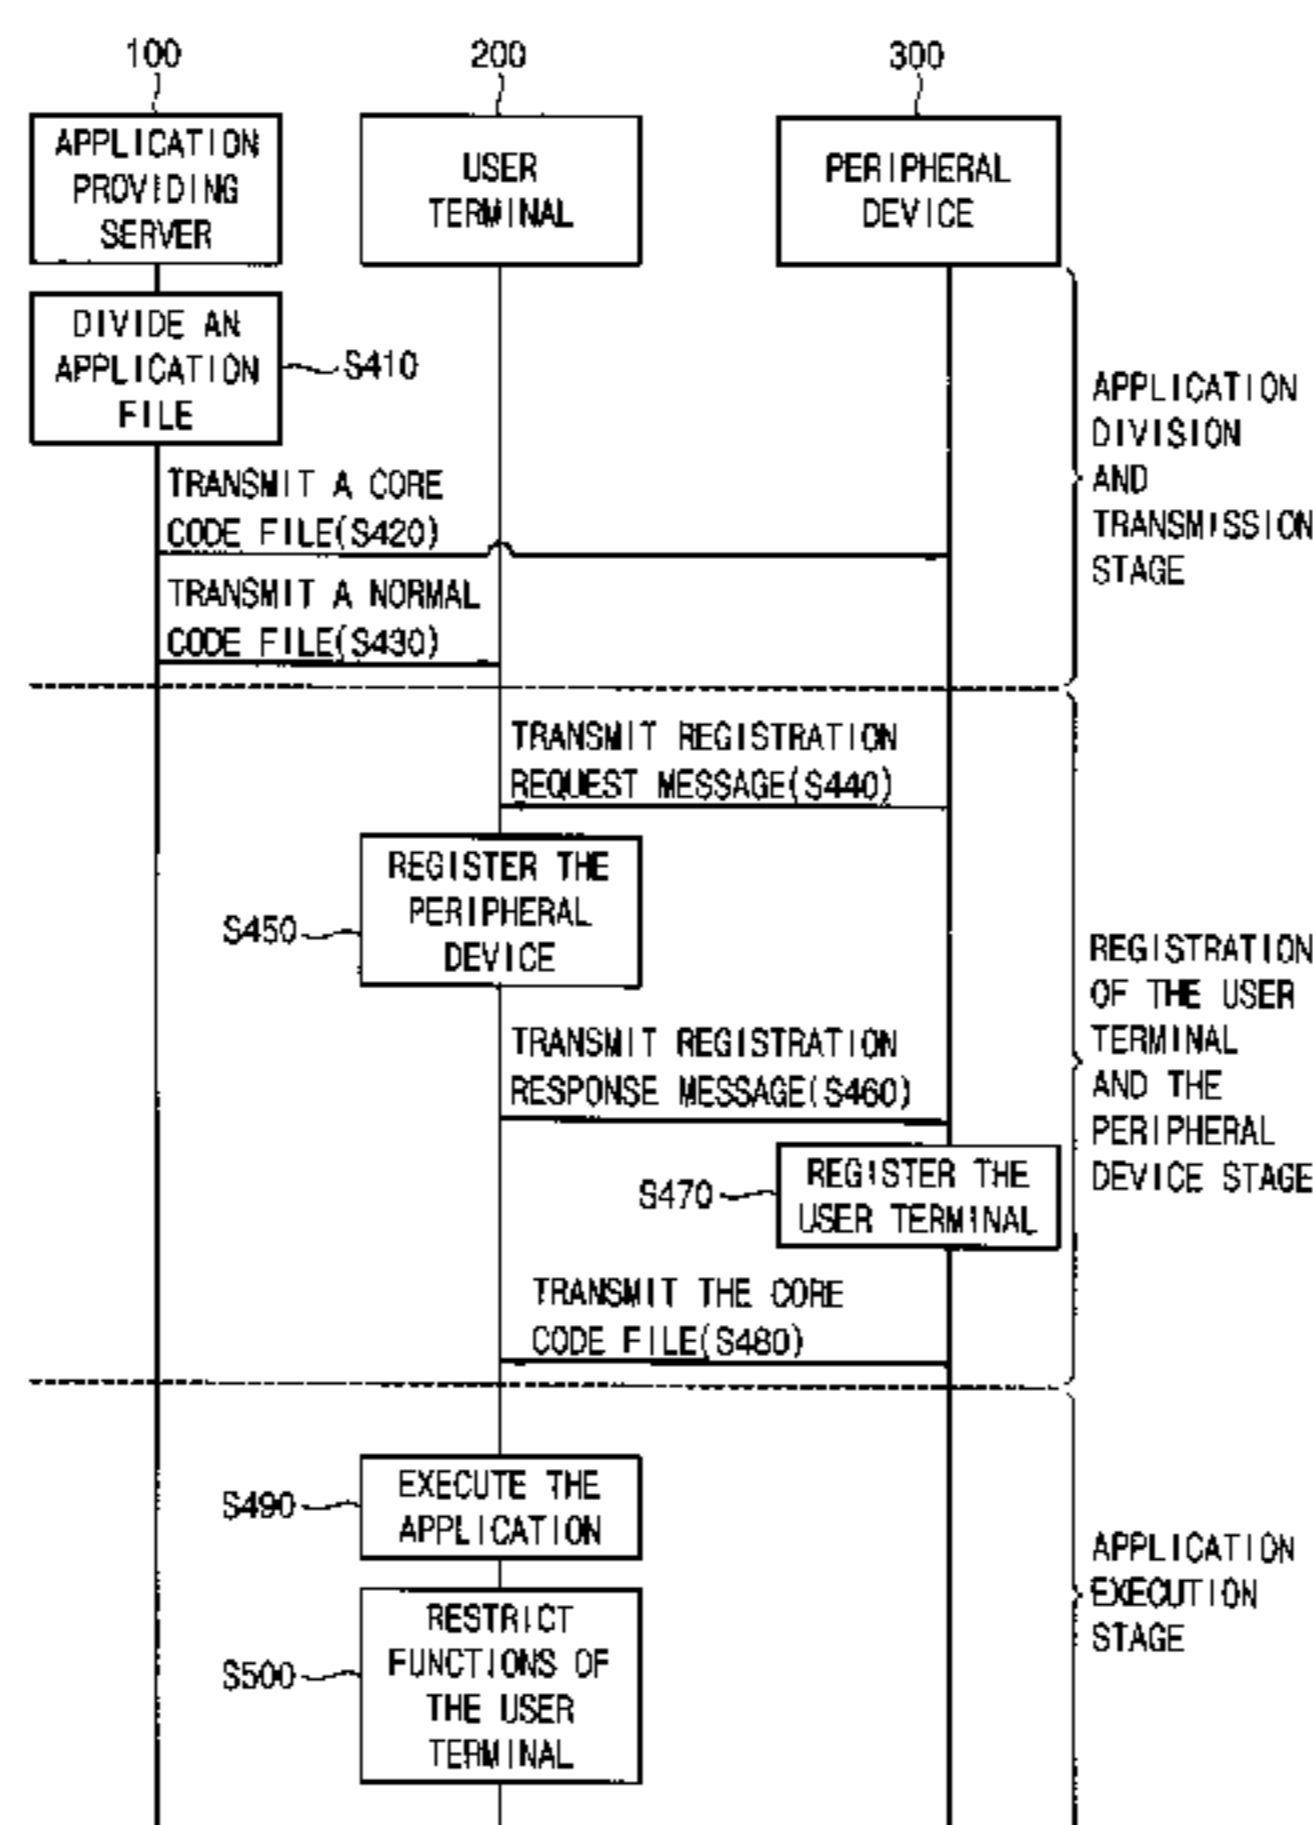 100
200
300
APPLICATION
PROVIDING
SERVER
USER
TERMINAL
PERIPHERAL
DEVICE
DIVIDE AN
APPLICATION
FILE
S410
APPLICATION
DIVISION
AND
TRANSMISSION
STAGE
TRANSMIT A CORE
CODE FILE(S420)
TRANSMIT A NORMAL
CODE FILE(S430)
TRANSMIT REGISTRATION
REQUEST MESSAGE(S440)
REGISTER THE
PERIPHERAL
DEVICE
S450
REGISTRATION
OF THE USER
TERMINAL
AND THE
PERIPHERAL
DEVICE STAGE
TRANSMIT REGISTRATION
RESPONSE MESSAGE(S460)
REGISTER THE
USER TERMINAL
S470
TRANSMIT THE CORE
CODE FILE(S480)
EXECUTE THE
APPLICATION
S490
APPLICATION
EXECUTION
STAGE
RESTRICT
FUNCTIONS OF
THE USER
TERMINAL
S500